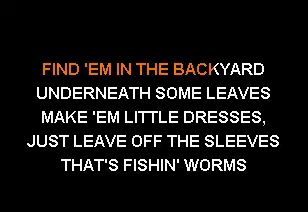 FIND 'EM IN THE BACKYARD
UNDERNEATH SOME LEAVES
MAKE 'EM LITTLE DRESSES,
JUST LEAVE OFF THE SLEEVES
THAT'S FISHIN' WORMS